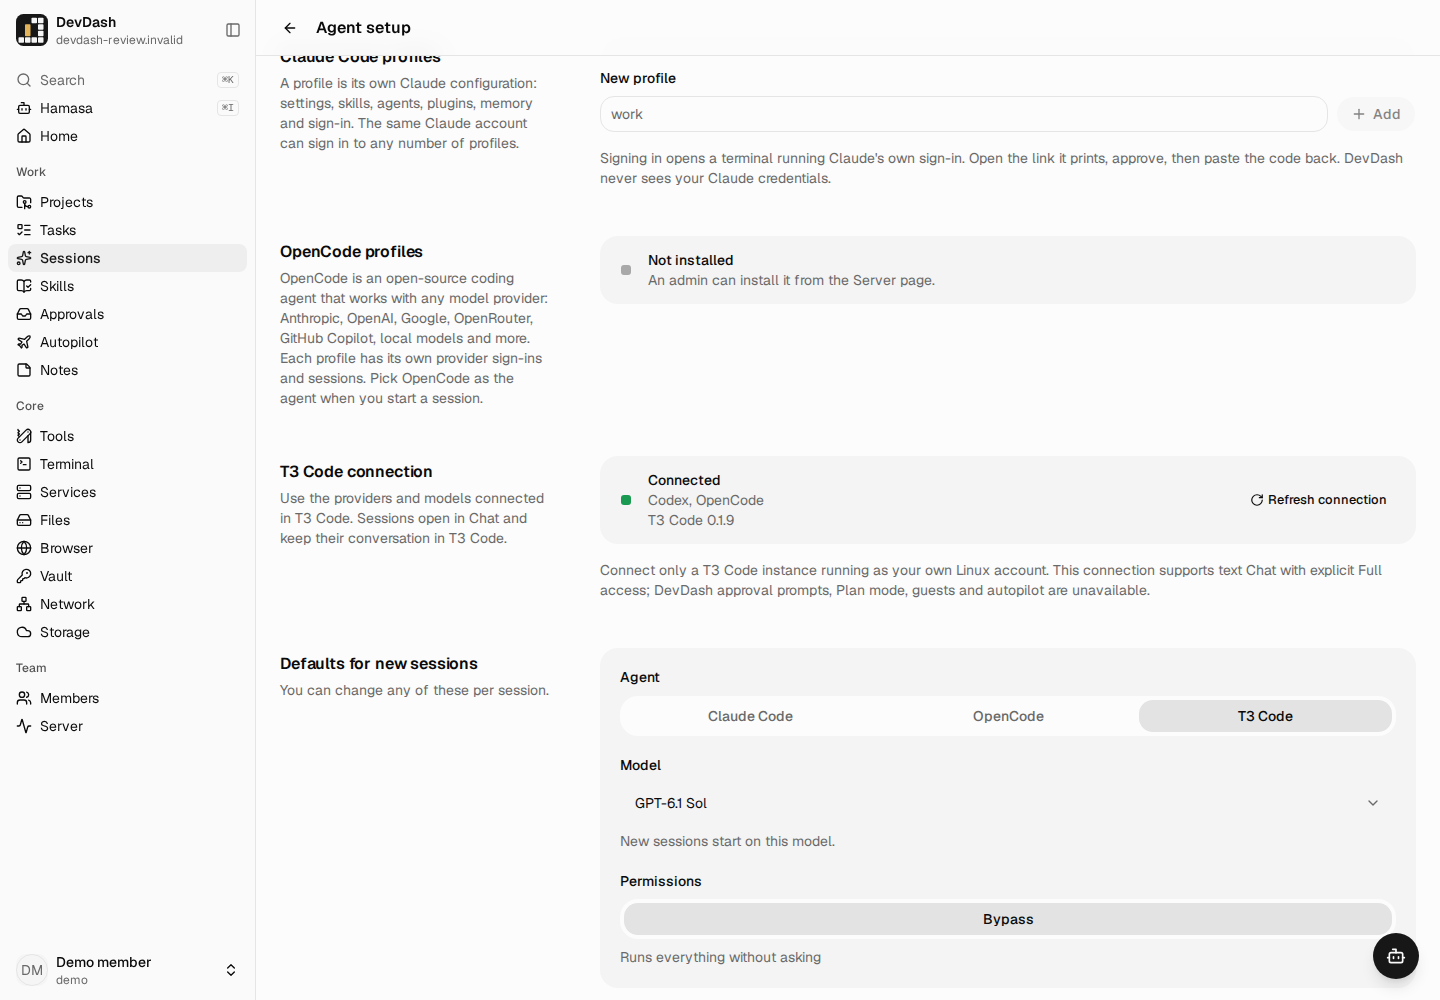 DevDash
devdash-review.invalid
Search
⌘K
Hamasa
⌘I
Home
Work
Projects
Tasks
Sessions
Skills
Approvals
Autopilot
Notes
Core
Tools
Terminal
Services
Files
Browser
Vault
Network
Storage
Team
Members
Server
DM
Demo member
demo
Agent setup
Claude Code profiles
A profile is its own Claude configuration:
settings, skills, agents, plugins, memory
and sign-in. The same Claude account
can sign in to any number of profiles.
New profile
work
Add
Signing in opens a terminal running Claude's own sign-in. Open the link it prints, approve, then paste the code back. DevDash
never sees your Claude credentials.
OpenCode profiles
OpenCode is an open-source coding
agent that works with any model provider:
Anthropic, OpenAI, Google, OpenRouter,
GitHub Copilot, local models and more.
Each profile has its own provider sign-ins
and sessions. Pick OpenCode as the
agent when you start a session.
Not installed
An admin can install it from the Server page.
T3 Code connection
Use the providers and models connected
in T3 Code. Sessions open in Chat and
keep their conversation in T3 Code.
Connected
Codex, OpenCode
T3 Code 0.1.9
Refresh connection
Connect only a T3 Code instance running as your own Linux account. This connection supports text Chat with explicit Full
access; DevDash approval prompts, Plan mode, guests and autopilot are unavailable.
Defaults for new sessions
You can change any of these per session.
Agent
Claude Code
OpenCode
T3 Code
Model
GPT-6.1 Sol
New sessions start on this model.
Permissions
Bypass
Runs everything without asking